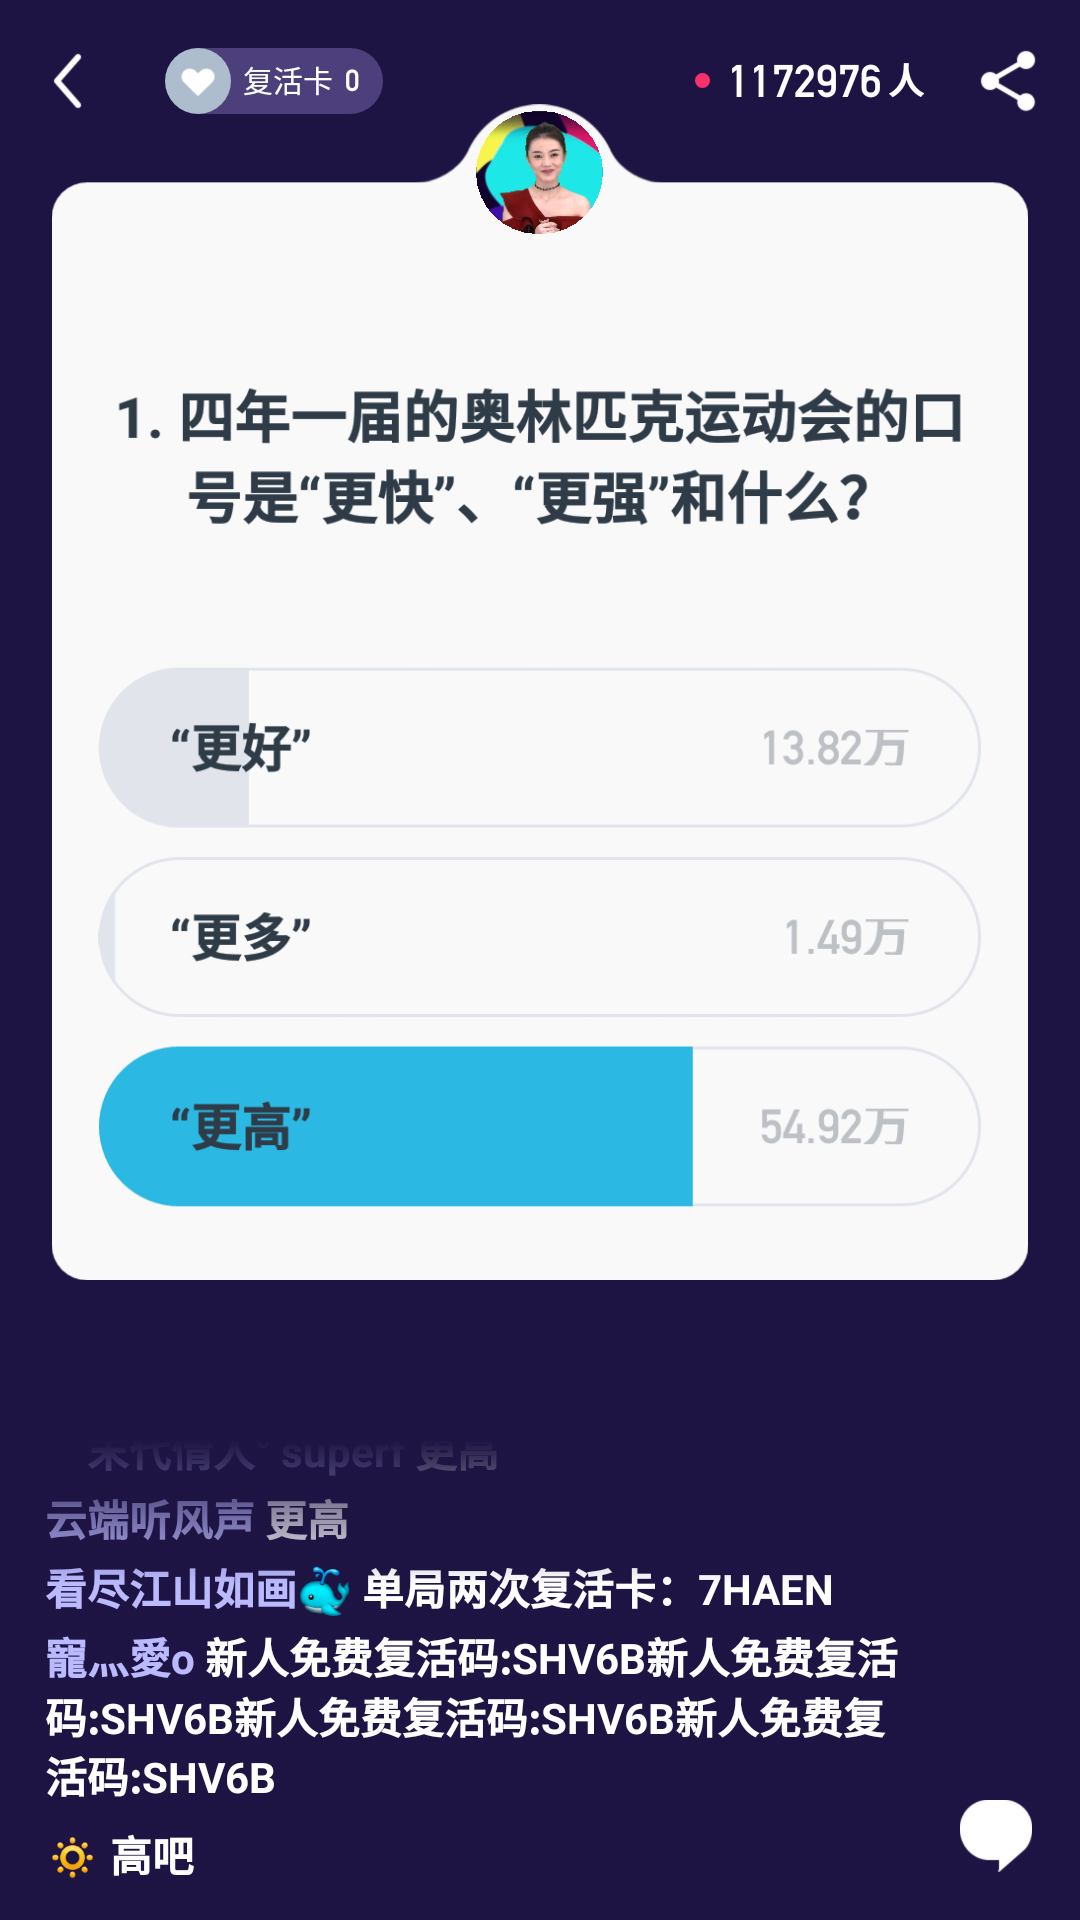 复活卡 0
1172976 人
1. 四年一届的奥林匹克运动会的口
号是“更快”、“更强”和什么？
“更好” 13.82万
“更多” 1.49万
“更高” 54.92万
末代情人° superr 更高
云端听风声 更高
看尽江山如画🐳 单局两次复活卡：7HAEN
寵灬愛o 新人免费复活码:SHV6B新人免费复活
码:SHV6B新人免费复活码:SHV6B新人免费复
活码:SHV6B
🔅 高吧